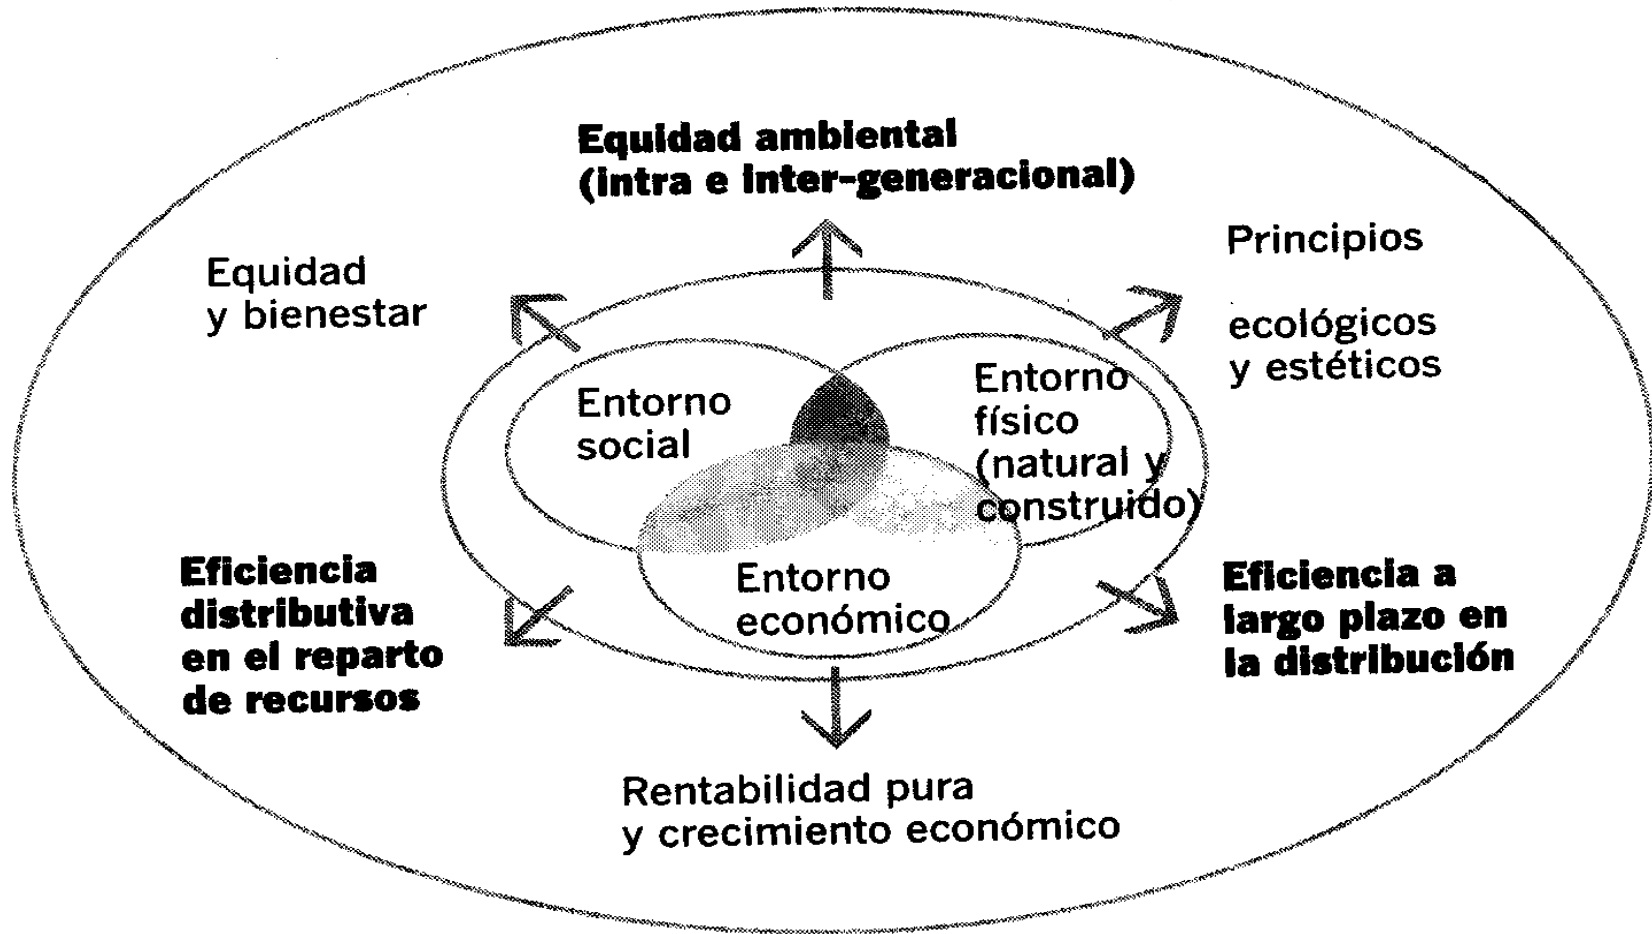 Equidad ambiental
(intra e inter-generacional)
Equidad
y bienestar
Principios
ecológicos
y estéticos
Entorno
social
Entorno
físico
(natural y
construido)
Entorno
económico
Eficiencia
distributiva
en el reparto
de recursos
Eficiencia a
largo plazo en
la distribución
Rentabilidad pura
y crecimiento económico